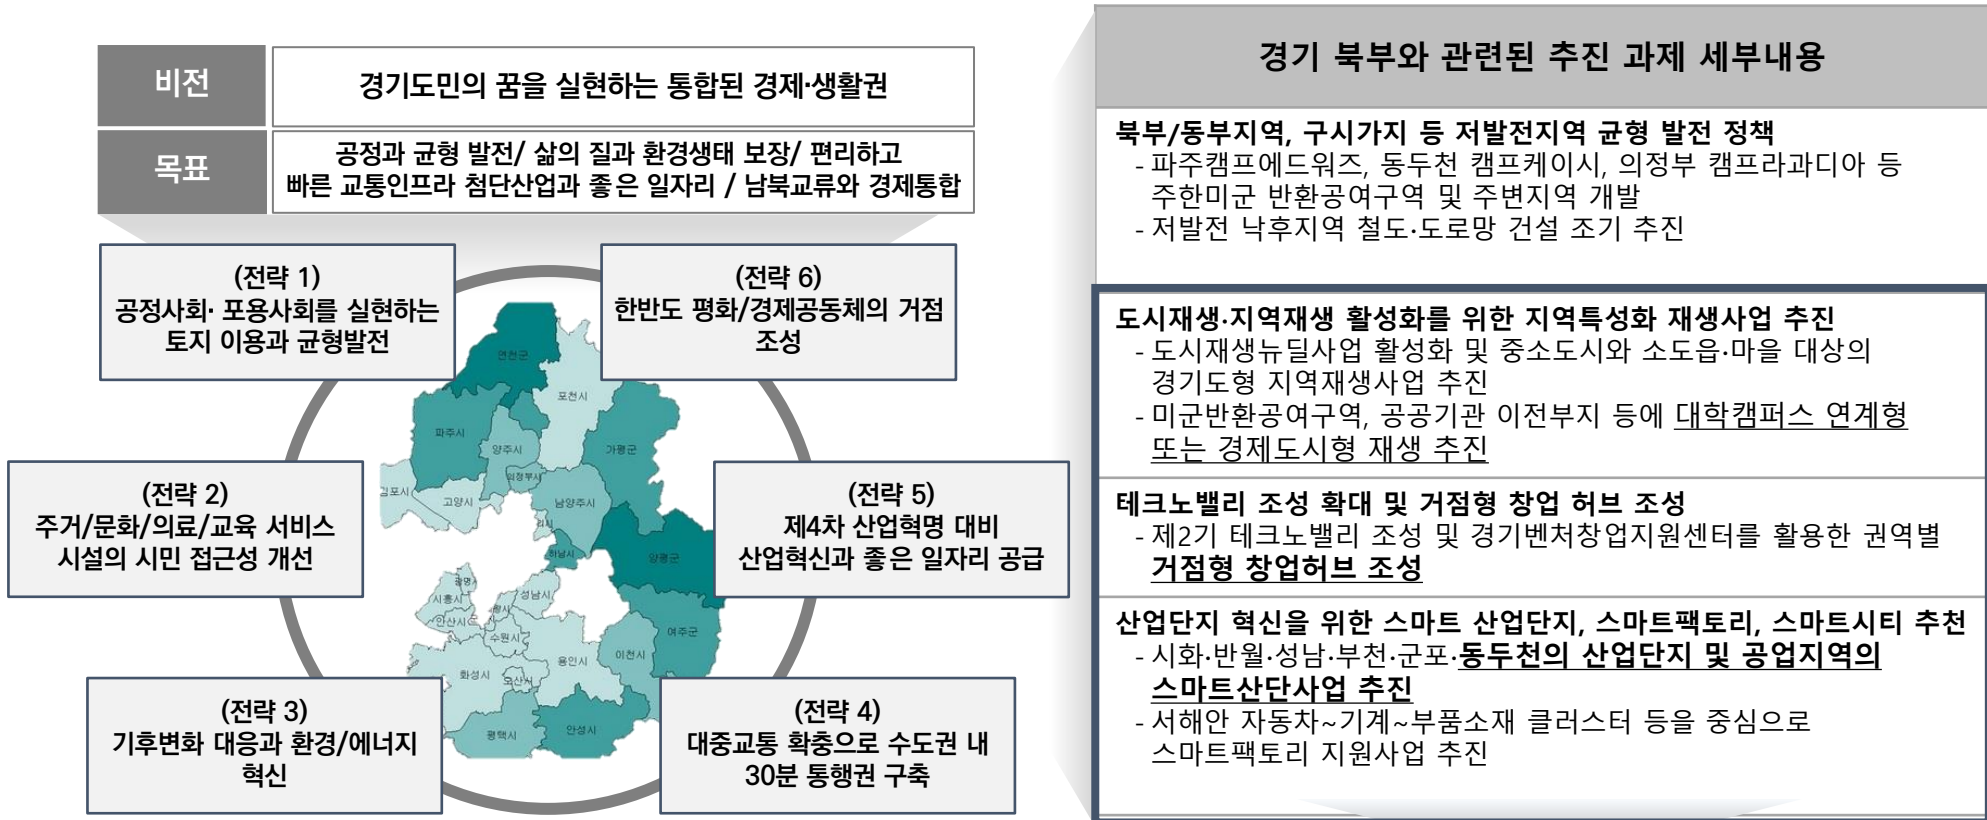 비전
경기도민의 꿈을 실현하는 통합된 경제·생활권
목표
공정과 균형 발전/ 삶의 질과 환경생태 보장/ 편리하고
빠른 교통인프라 첨단산업과 좋은 일자리 / 남북교류와 경제통합
(전략 1)
공정사회· 포용사회를 실현하는
토지 이용과 균형발전
(전략 6)
한반도 평화/경제공동체의 거점
조성
(전략 2)
주거/문화/의료/교육 서비스
시설의 시민 접근성 개선
(전략 5)
제4차 산업혁명 대비
산업혁신과 좋은 일자리 공급
(전략 3)
기후변화 대응과 환경/에너지
혁신
(전략 4)
대중교통 확충으로 수도권 내
30분 통행권 구축
연천군
포천시
파주시
양주시
가평군
의정부시
김포시
고양시
남양주시
하남시
양평군
시흥시
성남시
안산시
수원시
여주군
이천시
용인시
화성시
오산시
평택시
안성시
경기 북부와 관련된 추진 과제 세부내용
북부/동부지역, 구시가지 등 저발전지역 균형 발전 정책
- 파주캠프에드워즈, 동두천 캠프케이시, 의정부 캠프라과디아 등
주한미군 반환공여구역 및 주변지역 개발
- 저발전 낙후지역 철도·도로망 건설 조기 추진
도시재생·지역재생 활성화를 위한 지역특성화 재생사업 추진
- 도시재생뉴딜사업 활성화 및 중소도시와 소도읍·마을 대상의
경기도형 지역재생사업 추진
- 미군반환공여구역, 공공기관 이전부지 등에 대학캠퍼스 연계형
또는 경제도시형 재생 추진
테크노밸리 조성 확대 및 거점형 창업 허브 조성
- 제2기 테크노밸리 조성 및 경기벤처창업지원센터를 활용한 권역별
거점형 창업허브 조성
산업단지 혁신을 위한 스마트 산업단지, 스마트팩토리, 스마트시티 추천
- 시화·반월·성남·부천·군포·동두천의 산업단지 및 공업지역의
스마트산단사업 추진
- 서해안 자동차~기계~부품소재 클러스터 등을 중심으로
스마트팩토리 지원사업 추진